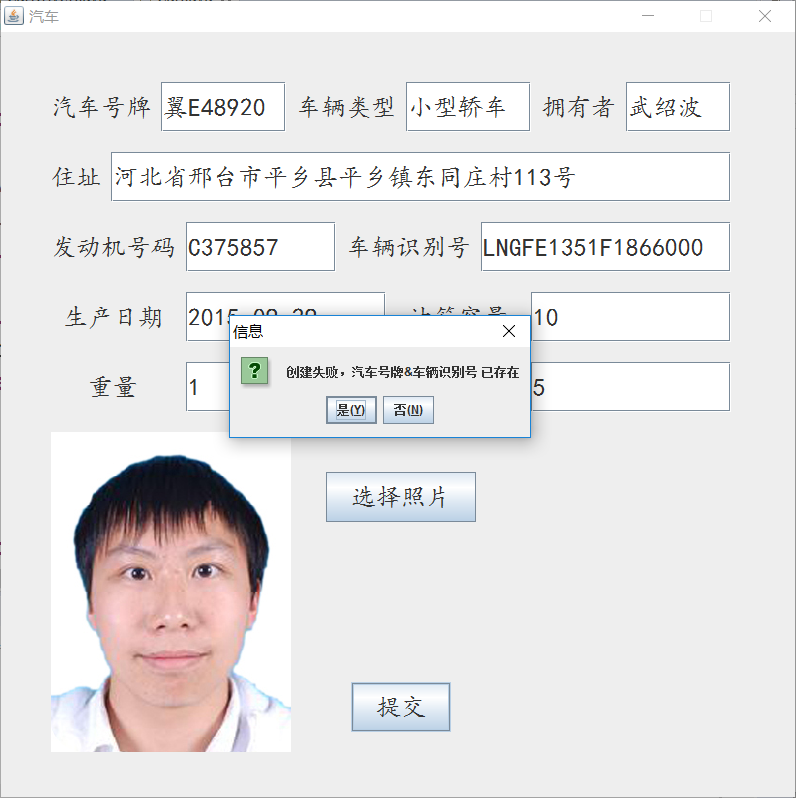 汽车
汽车号牌 翼E48920 车辆类型 小型轿车 拥有者 武绍波
住址 河北省邢台市平乡县平乡镇东同庄村113号
发动机号码 C375857 车辆识别号 LNGFE1351F1866000
生产日期 10
信息
创建失败，汽车号牌&车辆识别号 已存在
重量 1 5
是(Y) 否(N)
选择照片
提交